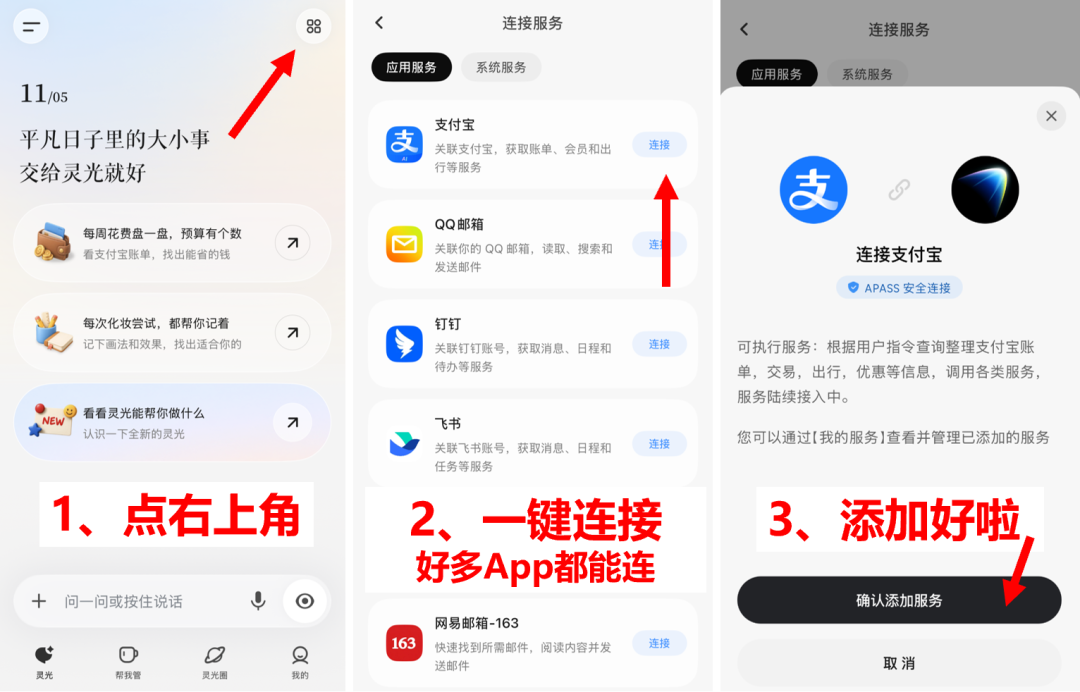 11/05
平凡日子里的大小事
交给灵光就好
每周花费盘一盘，预算有个数
看支付宝账单，找出能省的钱
每次化妆尝试，都帮你记着
记下画法和效果，找出适合你的
NEW
看看灵光能帮你做什么
认识一下全新的灵光
1、点右上角
问一问或按住说话
灵光
帮我管
灵光圈
我的
连接服务
应用服务
系统服务
支
AI
支付宝
关联支付宝，获取账单、会员和出
行等服务
连接
QQ邮箱
关联你的 QQ 邮箱，读取、搜索和
发送邮件
连
钉钉
关联钉钉账号，获取消息、日程和
待办等服务
连接
飞书
关联飞书账号，获取消息、日程和
任务等服务
连接
2、一键连接
好多App都能连
163
网易邮箱-163
快速找到所需邮件，阅读内容并发
送邮件
连接
连接服务
应用服务
系统服务
支
连接支付宝
APASS 安全连接
可执行服务：根据用户指令查询整理支付宝账
单，交易，出行，优惠等信息，调用各类服务，
服务陆续接入中。
您可以通过【我的服务】查看并管理已添加的服务
3、添加好啦
确认添加服务
取消